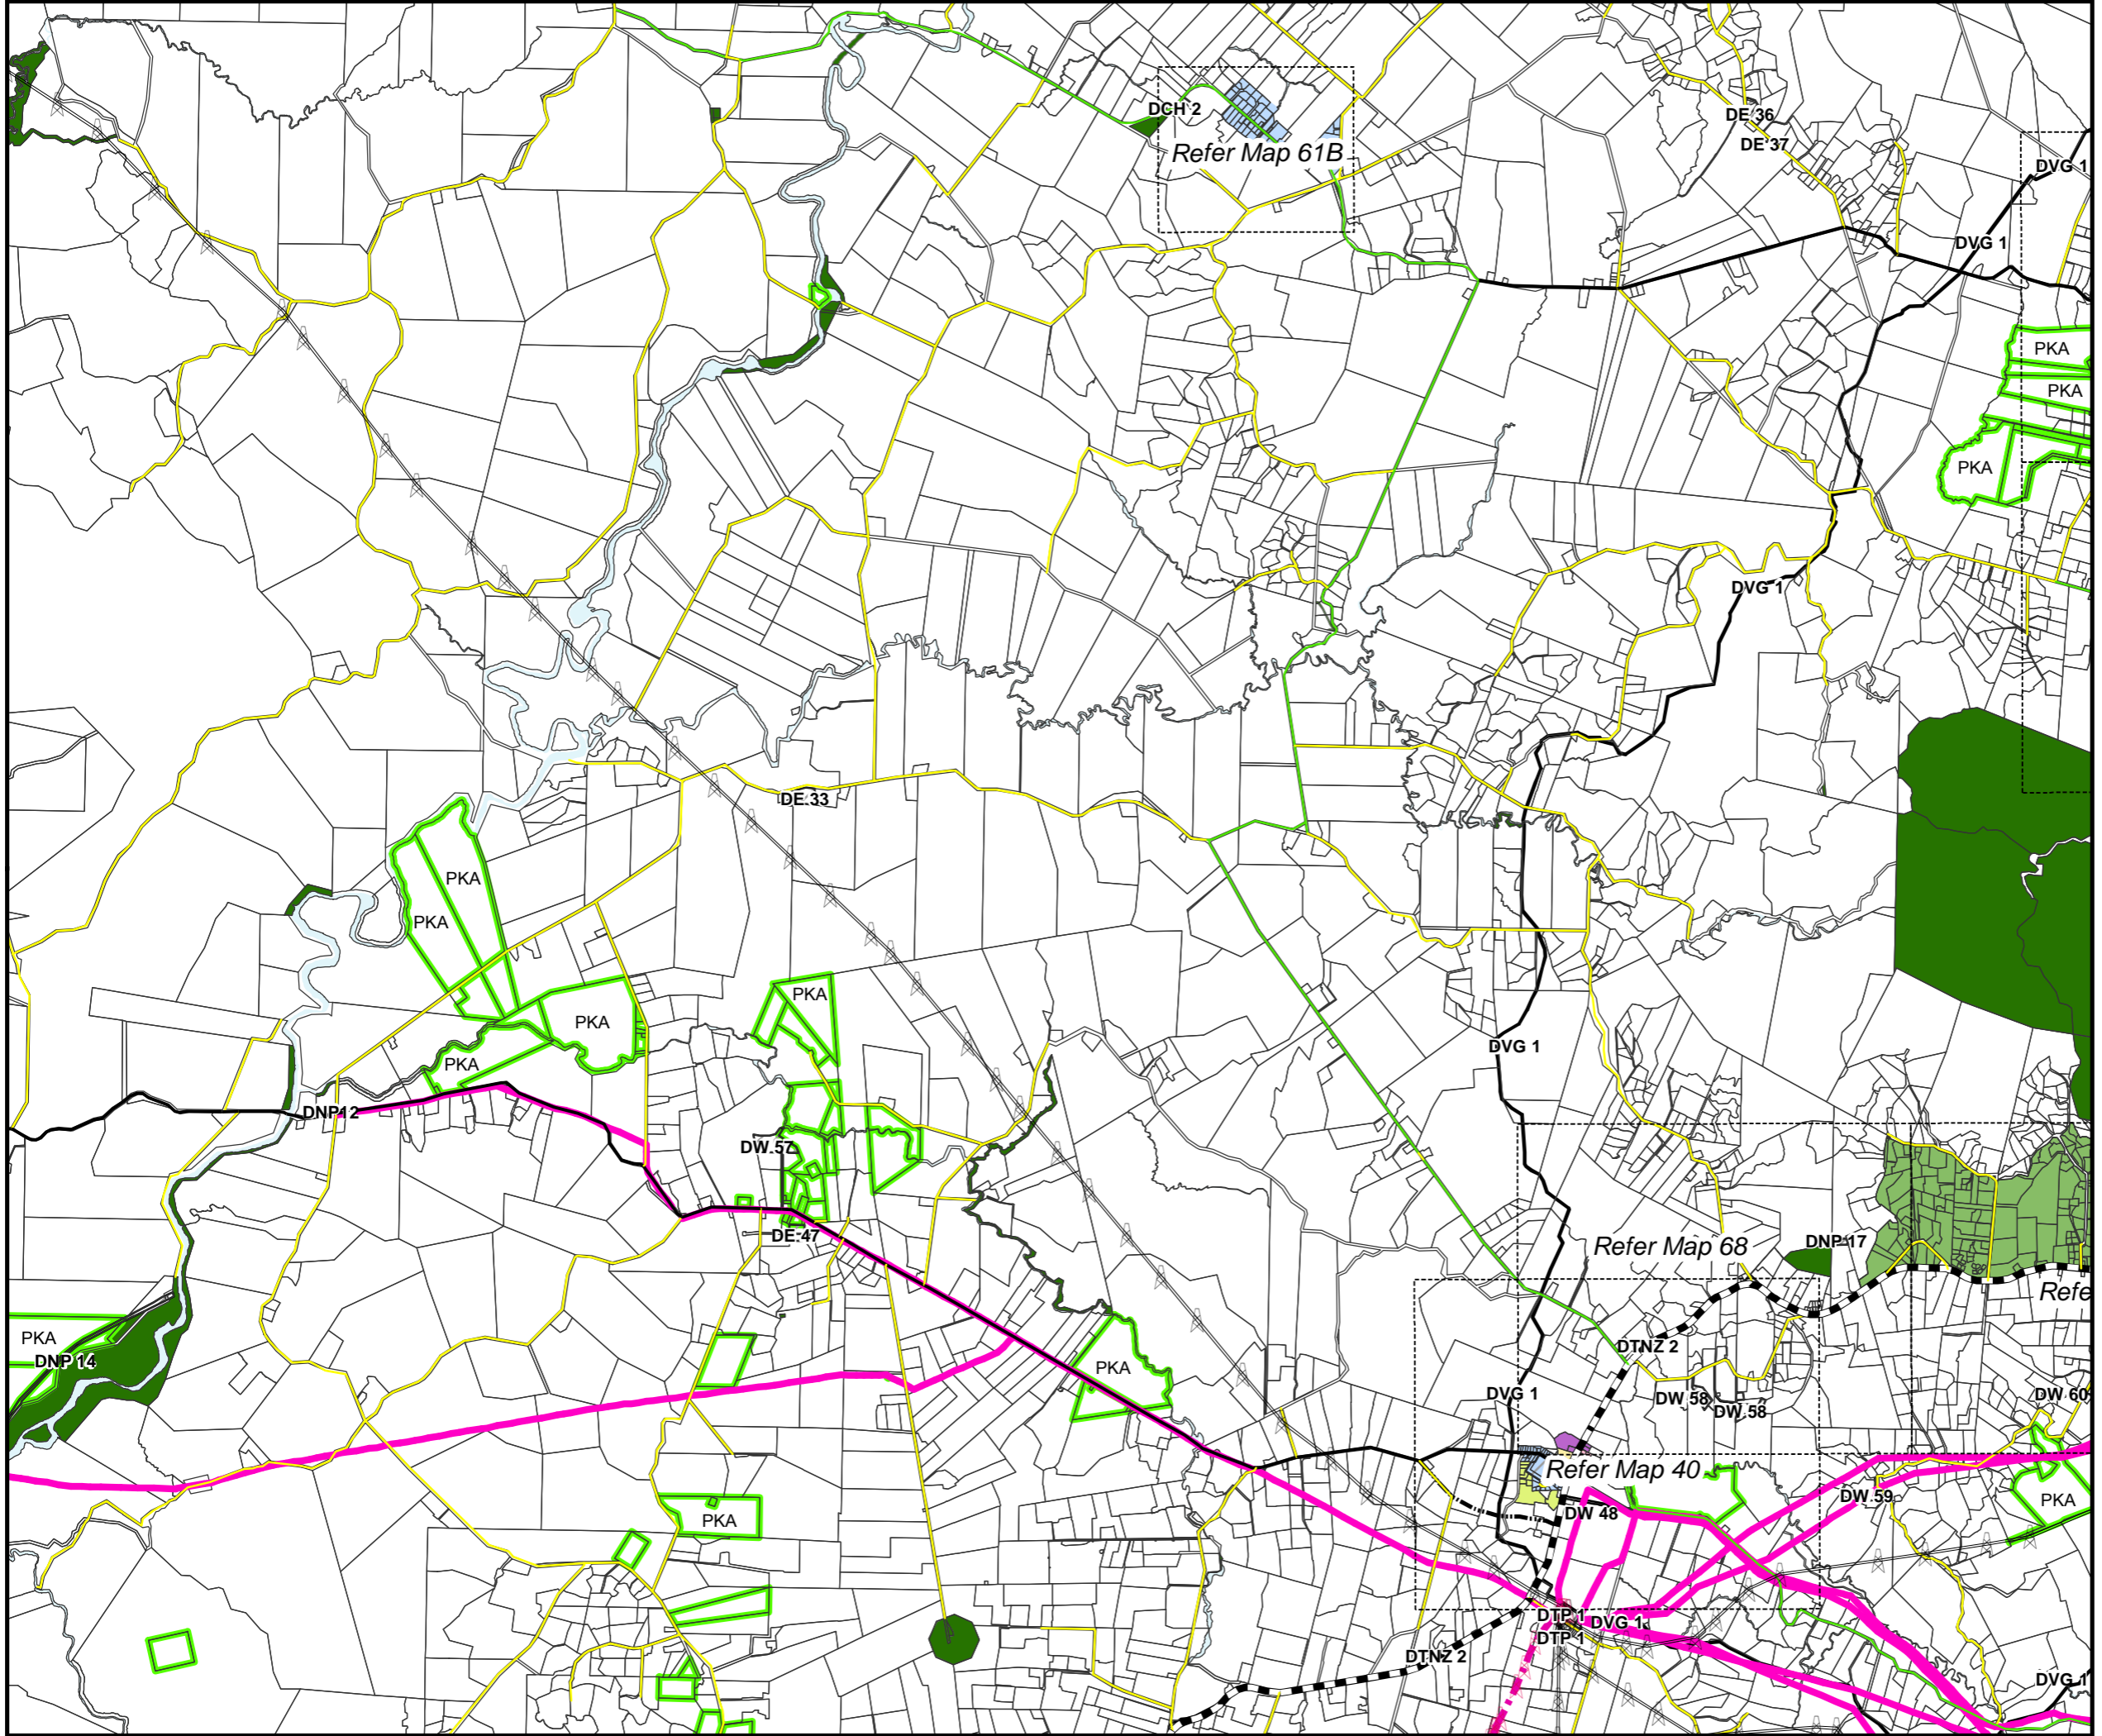 DCH 2
DE 36
DE 37
Refer Map 61B
DVG 1
DVG 1
PKA
PKA
PKA
DVG 1
DE 33
PKA
PKA
PKA
PKA
PKA
DVG 1
DNP12
DW 57
DE 47
Refer Map 68
DNP 17
Refe
PKA
DNP 14
DTNZ 2
PKA
DVG 1
DW 58
DW 58
DW 60
Refer Map 40
DW 59
PKA
DW 48
PKA
DTP 1
DVG 1
DTP 1
DTNZ 2
DVG 1